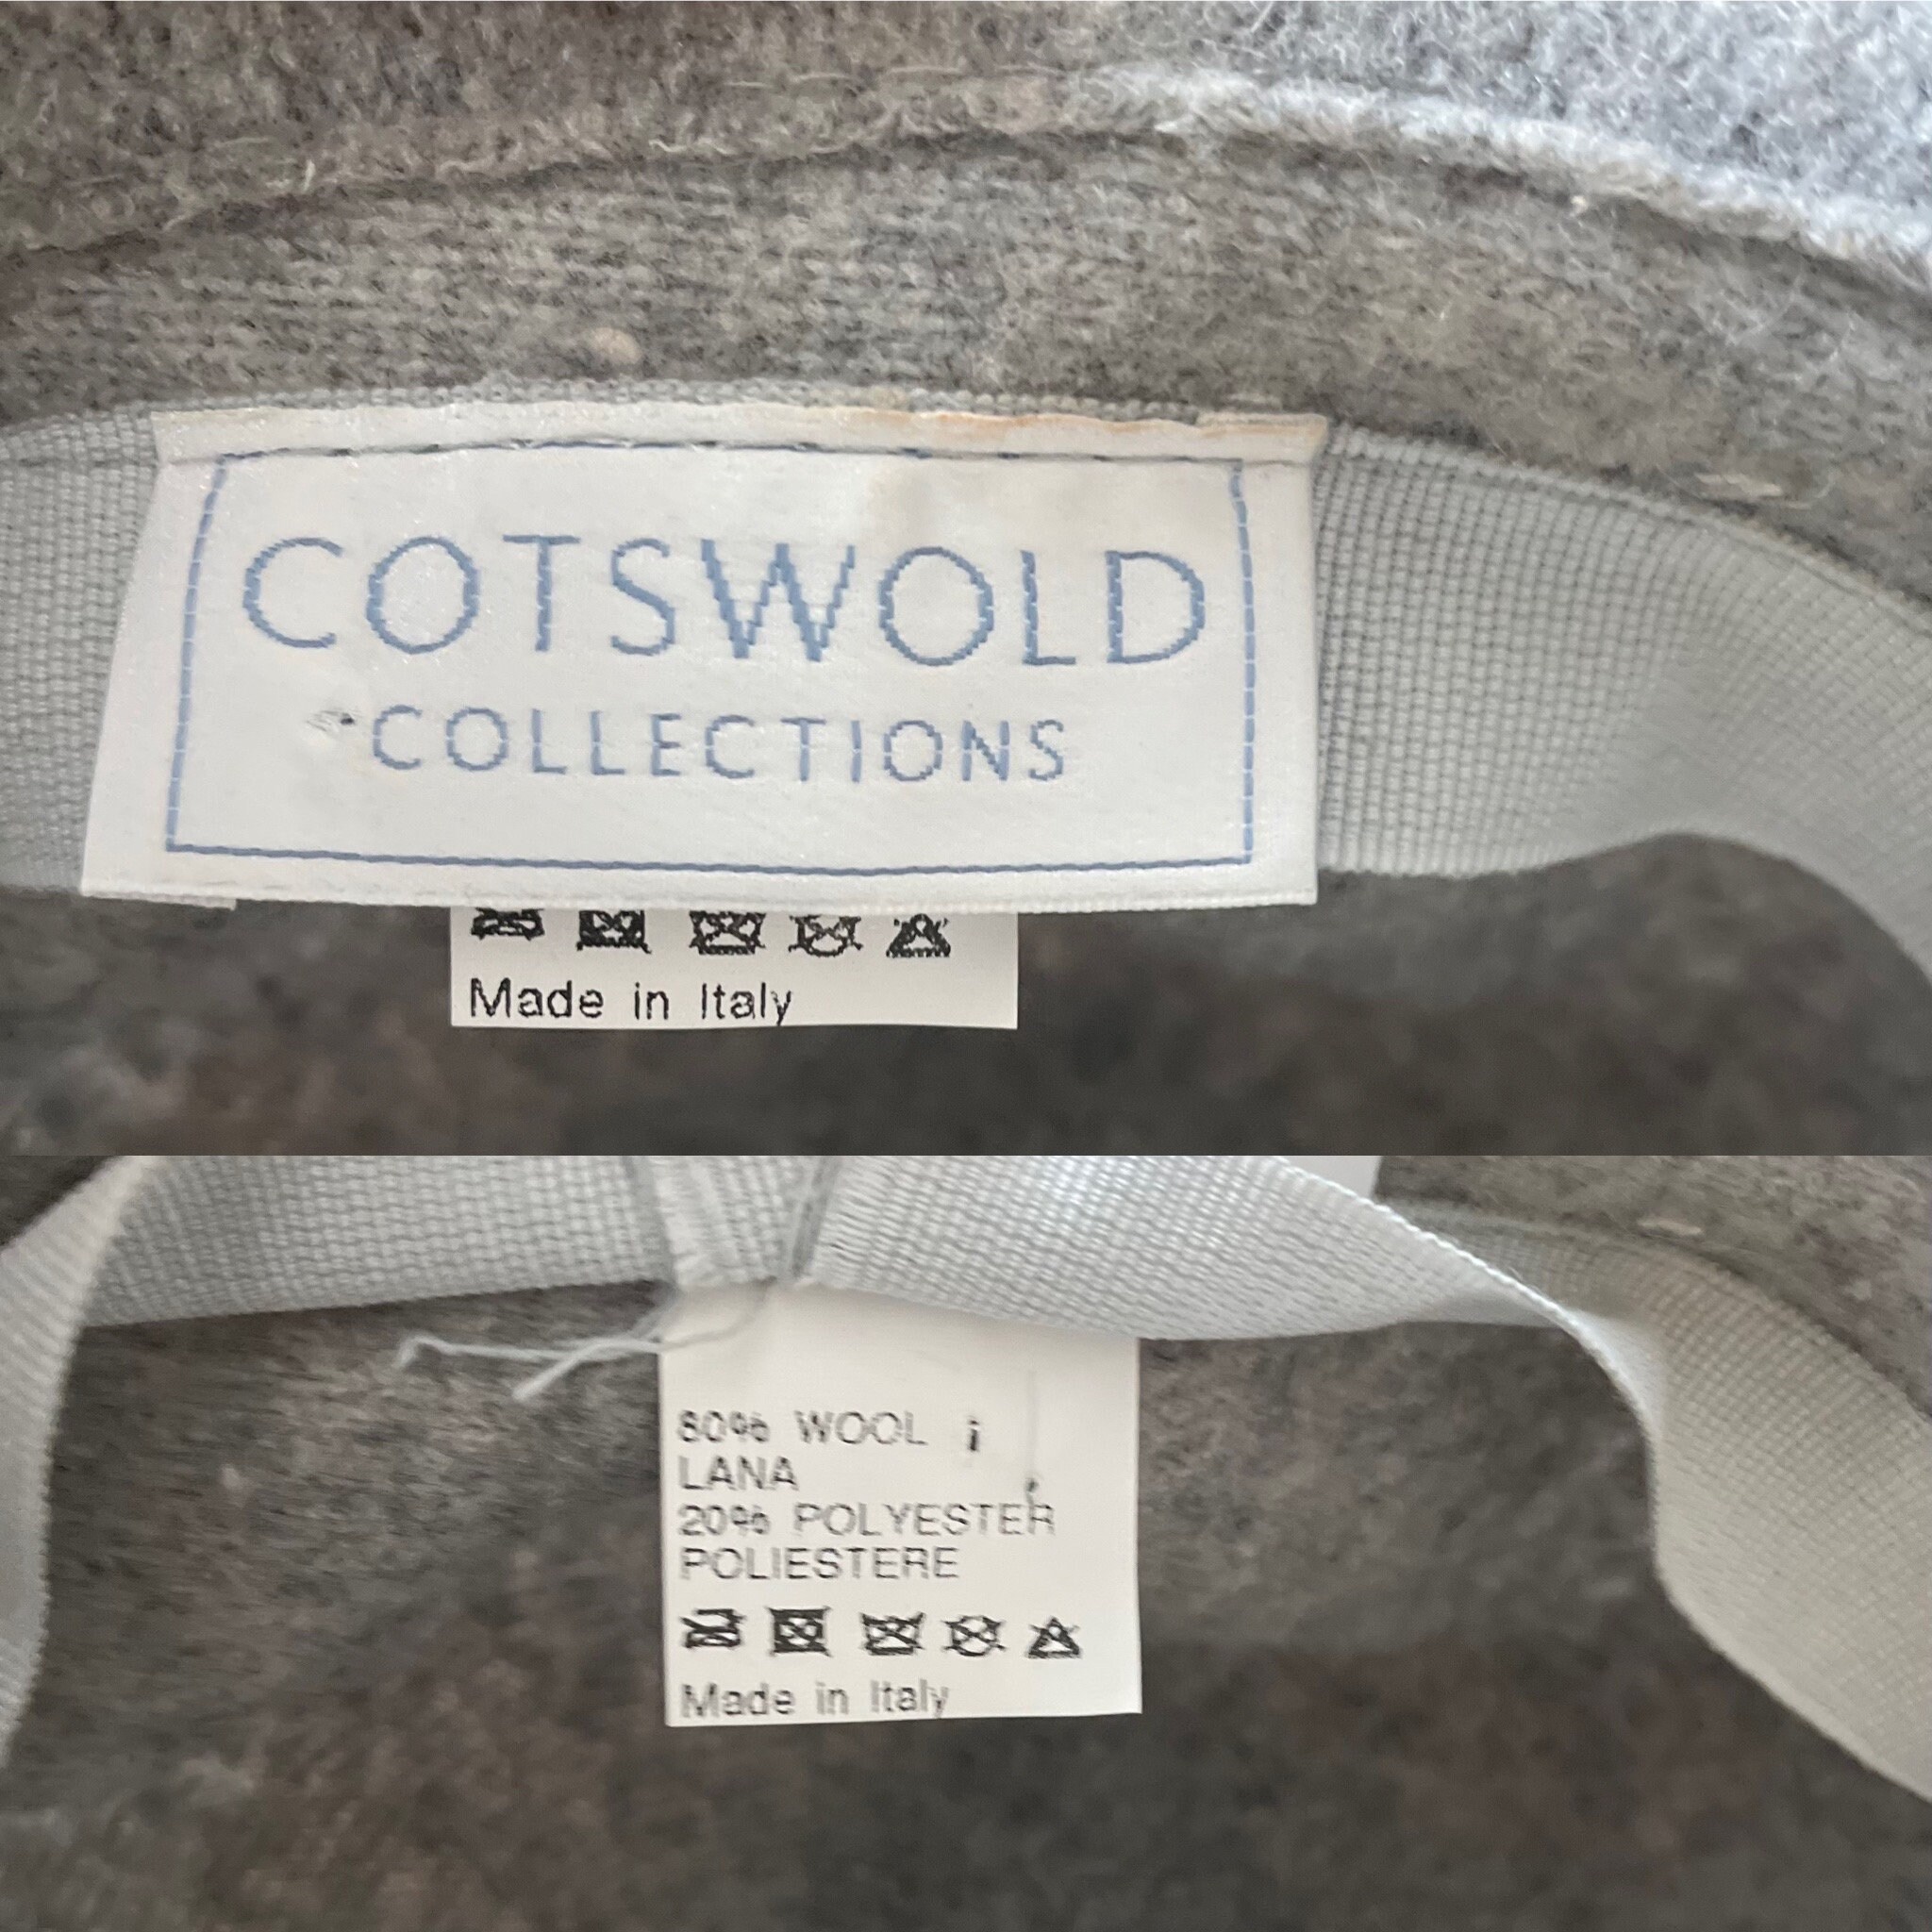 COTSWOLD
COLLECTIONS
Made in Italy
80% WOOL
LANA
20% POLYESTER
POLIESTERE
Made in Italy